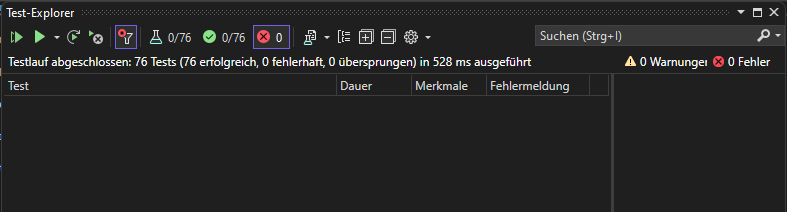 Test-Explorer
0/76 0/76 0 Suchen (Strg+I)
Testlauf abgeschlossen: 76 Tests (76 erfolgreich, 0 fehlerhaft, 0 übersprungen) in 528 ms ausgeführt 0 Warnungen 0 Fehler
Test Dauer Merkmale Fehlermeldung